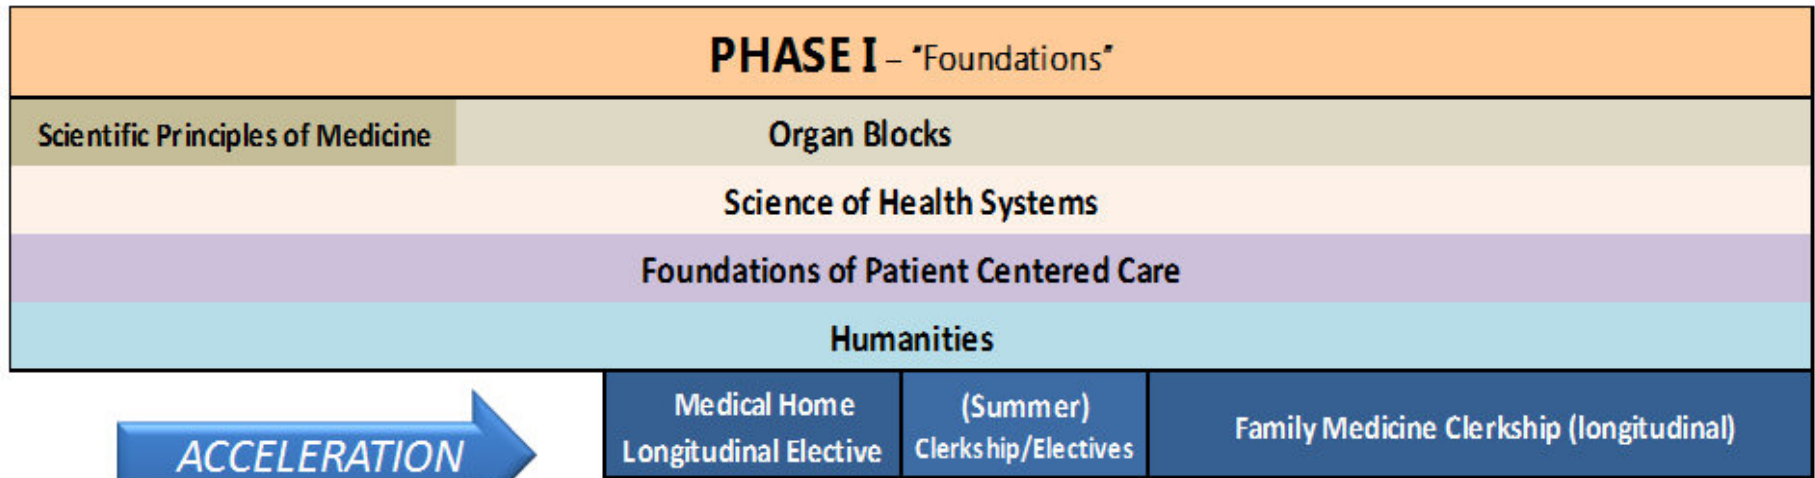 PHASE I – "Foundations"
Scientific Principles of Medicine
Organ Blocks
Science of Health Systems
Foundations of Patient Centered Care
Humanities
ACCELERATION
Medical Home
Longitudinal Elective
(Summer)
Clerkship/Electives
Family Medicine Clerkship (longitudinal)